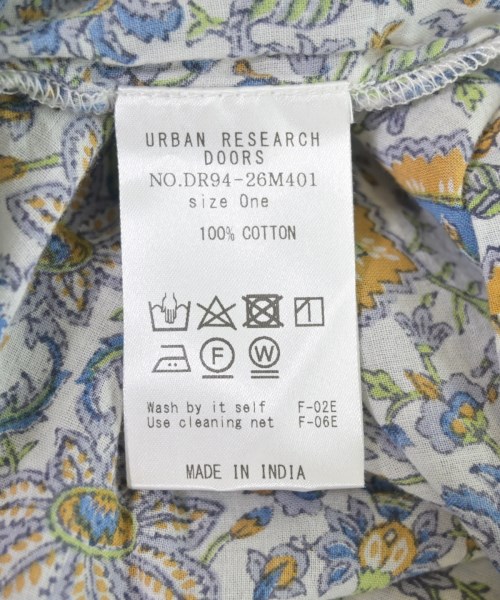 URBAN RESEARCH
DOORS
NO.DR94-26M401
size One
100% COTTON
F
W
Wash by it self F-02E
Use cleaning net F-06E
MADE IN INDIA